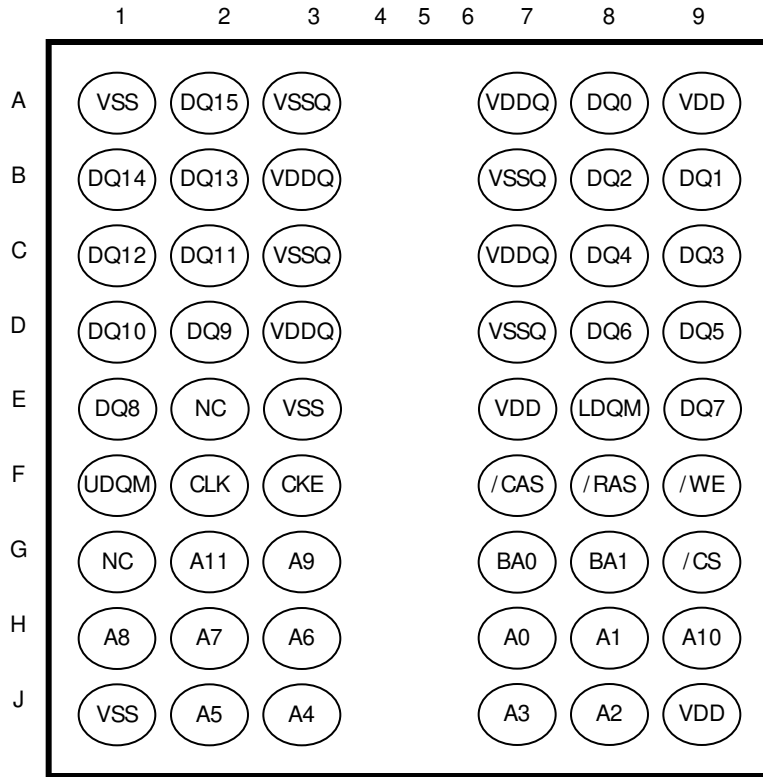 1 2 3 4 5 6 7 8 9
A VSS DQ15 VSSQ VDDQ DQ0 VDD
B DQ14 DQ13 VDDQ VSSQ DQ2 DQ1
C DQ12 DQ11 VSSQ VDDQ DQ4 DQ3
D DQ10 DQ9 VDDQ VSSQ DQ6 DQ5
E DQ8 NC VSS VDD LDQM DQ7
F UDQM CLK CKE /CAS /RAS /WE
G NC A11 A9 BA0 BA1 /CS
H A8 A7 A6 A0 A1 A10
J VSS A5 A4 A3 A2 VDD